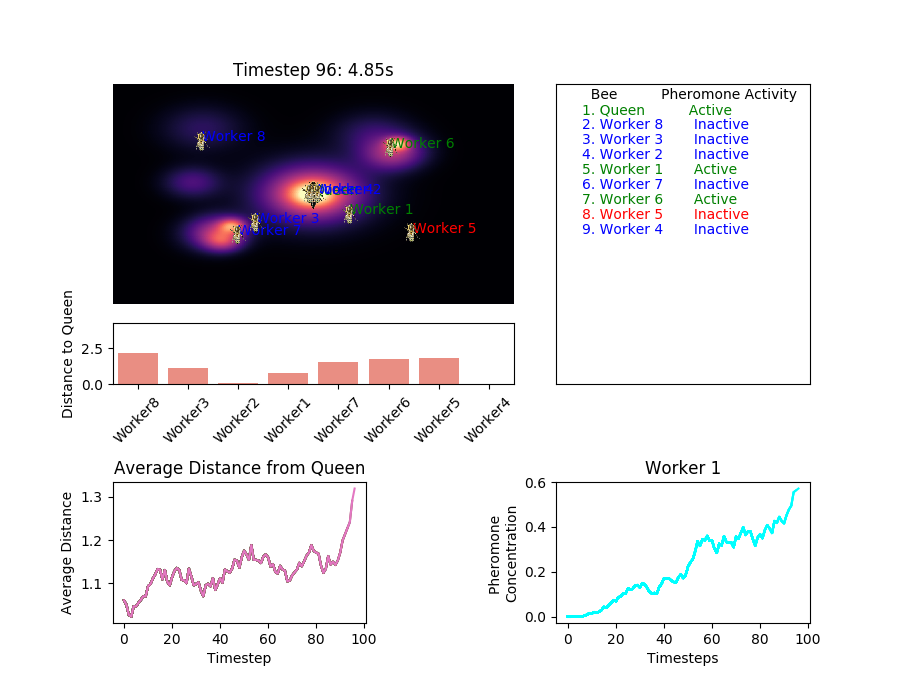 Timestep 96: 4.85s
Worker 8
Worker 6
Worker 1
Worker 3
Worker 7
Worker 5
Bee Pheromone Activity
1. Queen Active
2. Worker 8 Inactive
3. Worker 3 Inactive
4. Worker 2 Inactive
5. Worker 1 Active
6. Worker 7 Inactive
7. Worker 6 Active
8. Worker 5 Inactive
9. Worker 4 Inactive
Distance to Queen
2.5
0.0
Worker8 Worker3 Worker2 Worker1 Worker7 Worker6 Worker5 Worker4
Average Distance from Queen
Average Distance
1.3
1.2
1.1
0 20 40 60 80 100
Timestep
Worker 1
Pheromone
Concentration
0.6
0.4
0.2
0.0
0 20 40 60 80 100
Timesteps